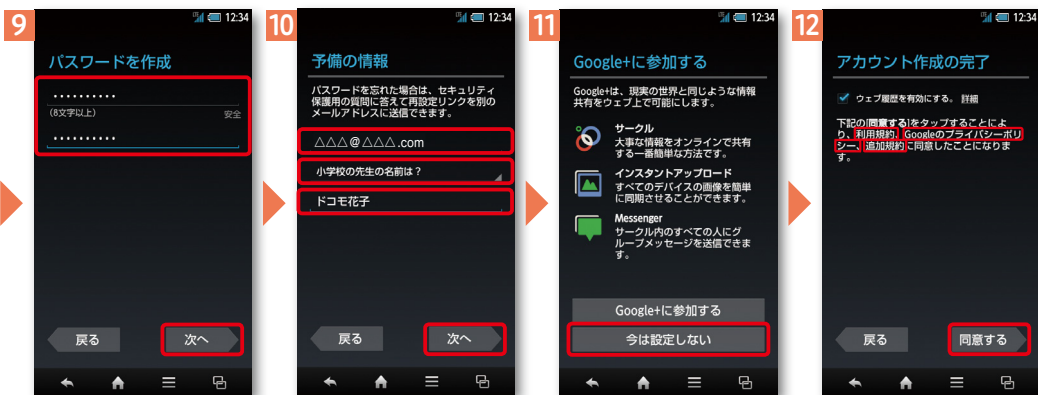 9
12:34
パスワードを作成
••••••••••
(8文字以上)
安全
••••••••••
戻る
次へ
10
12:34
予備の情報
パスワードを忘れた場合は、セキュリティ
保護用の質問に答えて再設定リンクを別の
メールアドレスに送信できます。
△△△@△△△.com
小学校の先生の名前は？
ドコモ花子
戻る
次へ
11
12:34
Google+に参加する
Google+は、現実の世界と同じような情報
共有をウェブ上で可能にします。
サークル
大事な情報をオンラインで共有
する一番簡単な方法です。
インスタントアップロード
すべてのデバイスの画像を簡単
に同期させることができます。
Messenger
サークル内のすべての人にグ
ループメッセージを送信できま
す。
Google+に参加する
今は設定しない
12
12:34
アカウント作成の完了
ウェブ履歴を有効にする。 詳細
下記の[同意する]をタップすることによ
り、利用規約、Googleのプライバシーポリ
シー、追加規約に同意したことになりま
す。
戻る
同意する